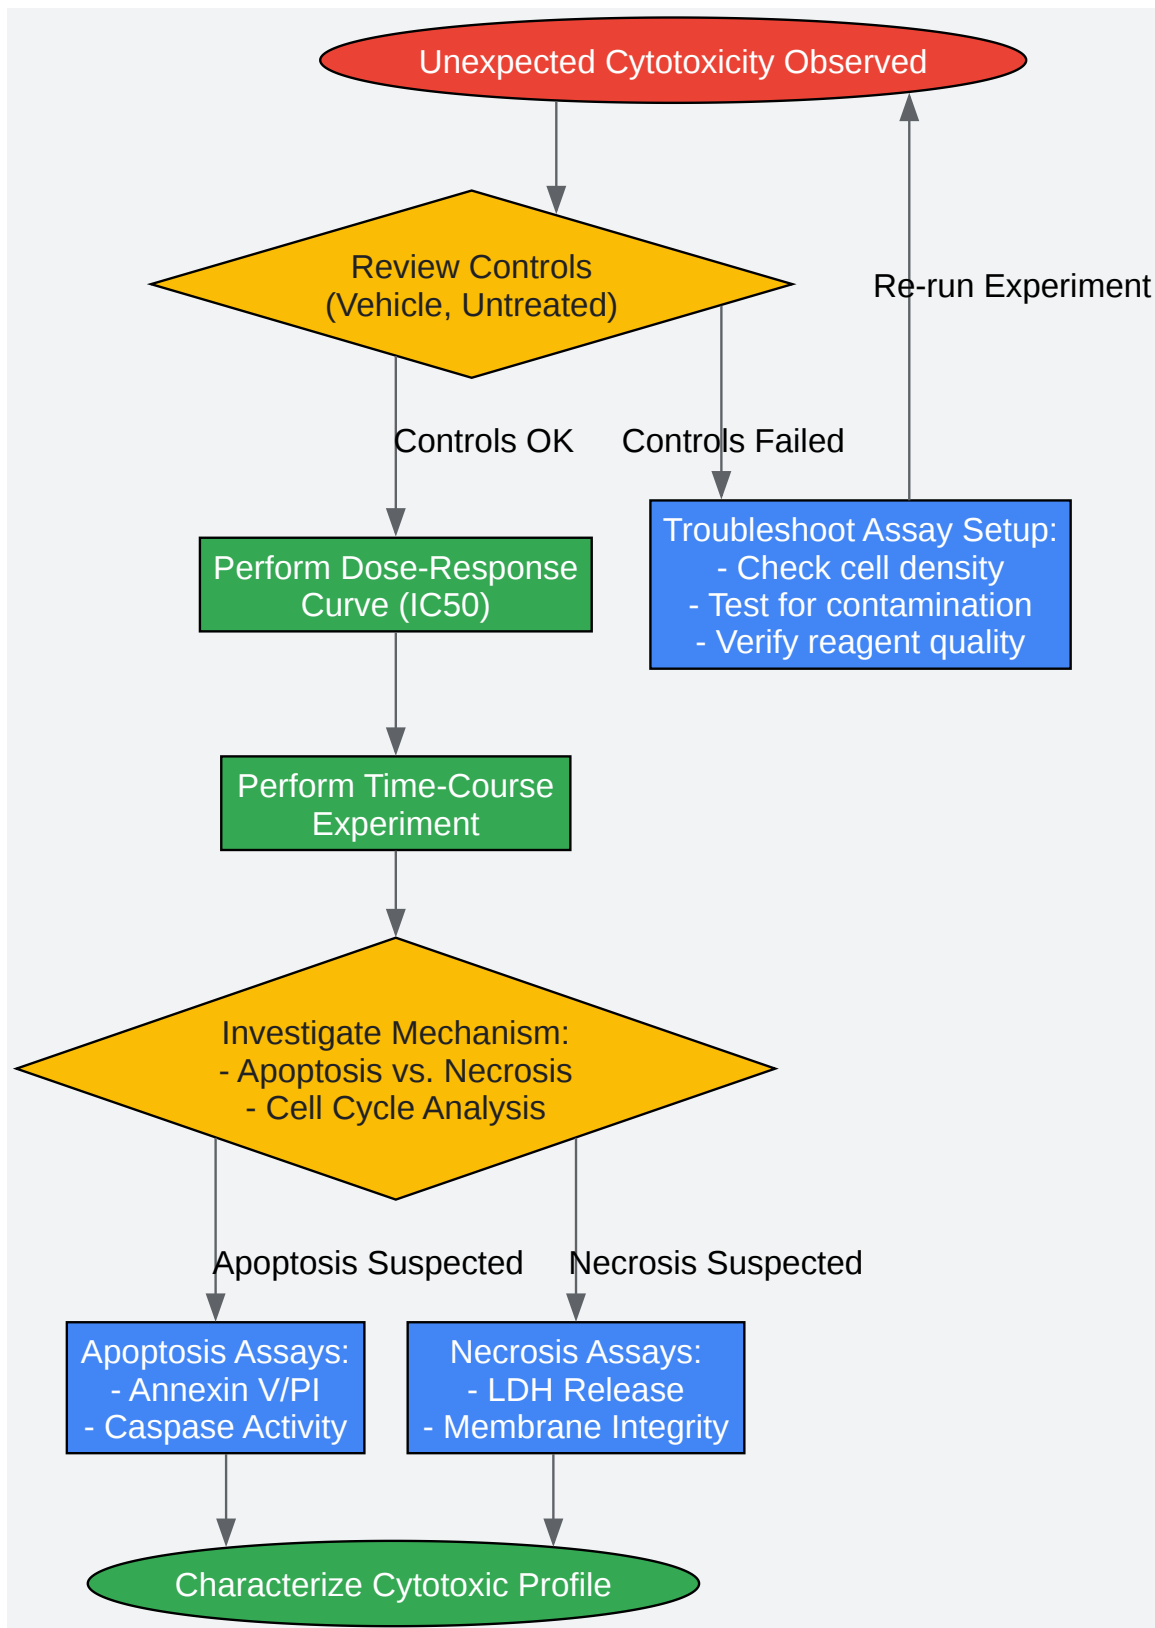 Unexpected Cytotoxicity Observed
Review Controls
(Vehicle, Untreated)
Re-run Experiment
Controls OK
Controls Failed
Perform Dose-Response
Curve (IC50)
Troubleshoot Assay Setup:
- Check cell density
- Test for contamination
- Verify reagent quality
Perform Time-Course
Experiment
Investigate Mechanism:
- Apoptosis vs. Necrosis
- Cell Cycle Analysis
Apoptosis Suspected
Necrosis Suspected
Apoptosis Assays:
- Annexin V/PI
- Caspase Activity
Necrosis Assays:
- LDH Release
- Membrane Integrity
Characterize Cytotoxic Profile